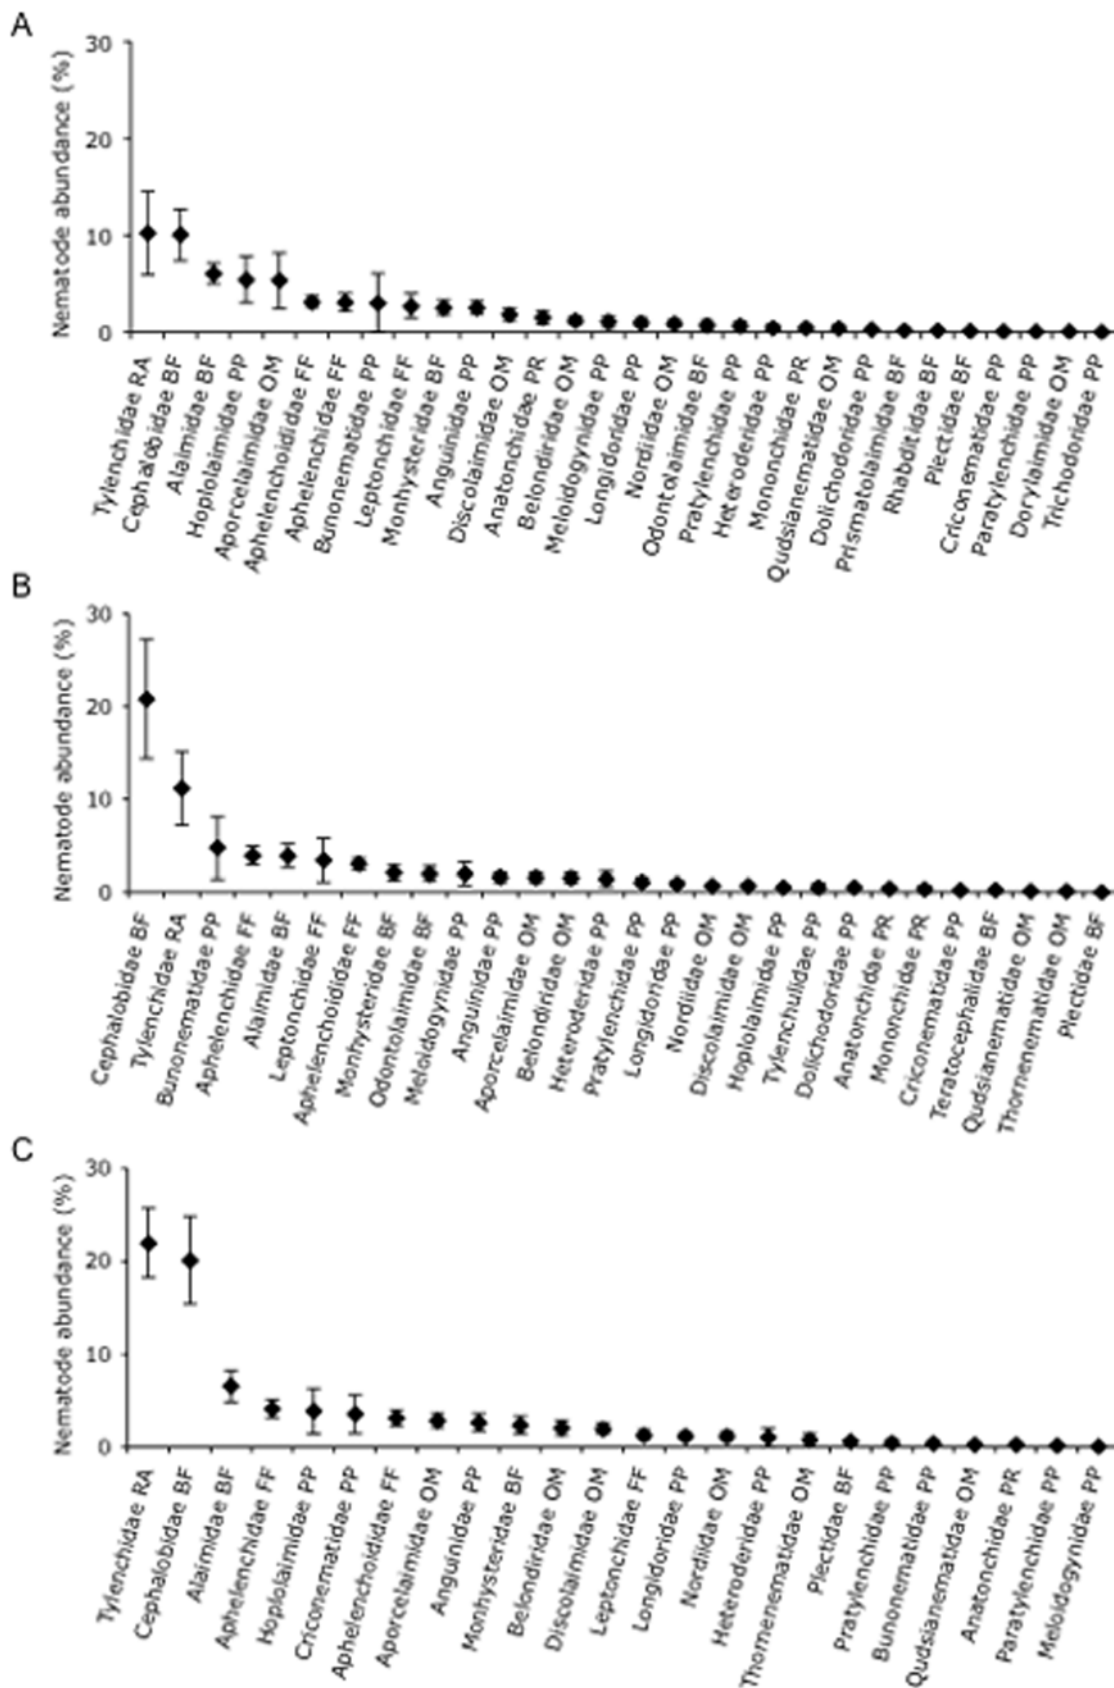 A
Nematode abundance (%)
30
20
10
0
Tylenchidae RA
Cephalobidae BF
Alaimidae BF
Hoplolaimidae PP
Aporcelaimidae OM
Aphelenchoididae FF
Aphelenchidae FF
Bunonematidae PP
Leptonchidae FF
Monhysteridae BF
Anguinidae PP
Discolaimidae OM
Anatonchidae PR
Belondiridae OM
Meloidogynidae PP
Longidoridae PP
Nordiidae OM
Odontolaimidae BF
Pratylenchidae PP
Heteroderidae PP
Mononchidae PR
Qudsianematidae OM
Dolichodoridae PP
Prismatolaimidae BF
Rhabditidae BF
Plectidae BF
Criconematidae PP
Paratylenchidae PP
Dorylaimidae OM
Trichodoridae PP
B
Nematode abundance (%)
30
20
10
0
Cephalobidae BF
Tylenchidae RA
Bunonematidae PP
Aphelenchidae FF
Alaimidae BF
Leptonchidae FF
Aphelenchoididae FF
Monhysteridae BF
Odontolaimidae BF
Meloidogynidae PP
Anguinidae PP
Aporcelaimidae OM
Belondiridae OM
Heteroderidae PP
Pratylenchidae PP
Longidoridae PP
Nordiidae OM
Discolaimidae OM
Hoplolaimidae PP
Tylenchulidae PP
Dolichodoridae PP
Anatonchidae PR
Mononchidae PR
Criconematidae PP
Teratocephalidae BF
Qudsianematidae OM
Thornenematidae OM
Plectidae BF
C
Nematode abundance (%)
30
20
10
0
Tylenchidae RA
Cephalobidae BF
Alaimidae BF
Aphelenchidae FF
Hoplolaimidae PP
Criconematidae PP
Aphelenchoididae FF
Aporcelaimidae OM
Anguinidae PP
Monhysteridae BF
Belondiridae OM
Discolaimidae OM
Leptonchidae FF
Longidoridae PP
Nordiidae OM
Heteroderidae PP
Thornenematidae OM
Plectidae BF
Pratylenchidae PP
Bunonematidae PP
Qudsianematidae OM
Anatonchidae PR
Paratylenchidae PP
Meloidogynidae PP